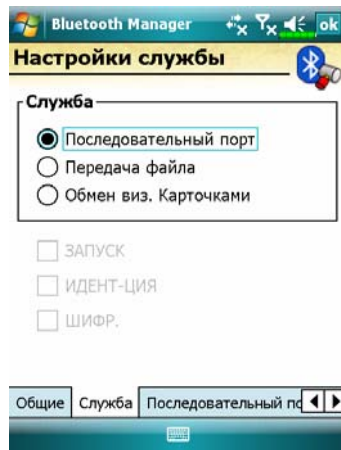 Bluetooth Manager ok
Настройки службы
Служба
Последовательный порт
Передача файла
Обмен виз. Карточками
ЗАПУСК
ИДЕНТ-ЦИЯ
ШИФР.
Общие Служба Последовательный пс